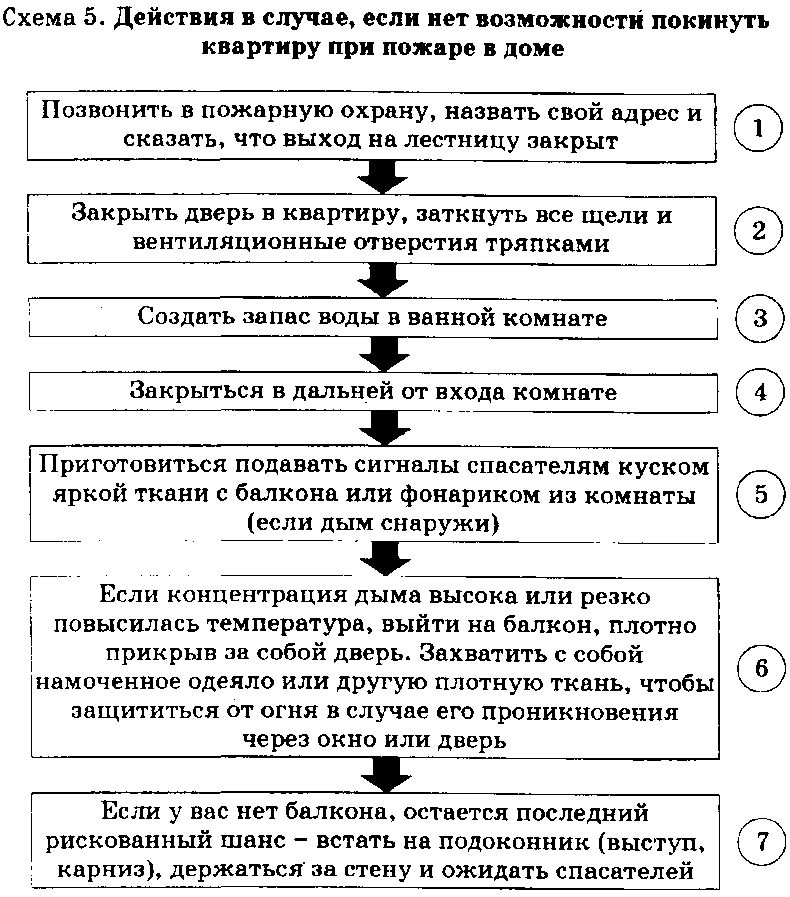 Схема 5. Действия в случае, если нет возможности покинуть
квартиру при пожаре в доме
Позвонить в пожарную охрану, назвать свой адрес и
сказать, что выход на лестницу закрыт
1
Закрыть дверь в квартиру, заткнуть все щели и
вентиляционные отверстия тряпками
2
Создать запас воды в ванной комнате
3
Закрыться в дальней от входа комнате
4
Приготовиться подавать сигналы спасателям куском
яркой ткани с балкона или фонариком из комнаты
(если дым снаружи)
5
Если концентрация дыма высока или резко
повысилась температура, выйти на балкон, плотно
прикрыв за собой дверь. Захватить с собой
намоченное одеяло или другую плотную ткань, чтобы
защититься от огня в случае его проникновения
через окно или дверь
6
Если у вас нет балкона, остается последний
рискованный шанс – встать на подоконник (выступ,
карниз), держаться за стену и ожидать спасателей
7